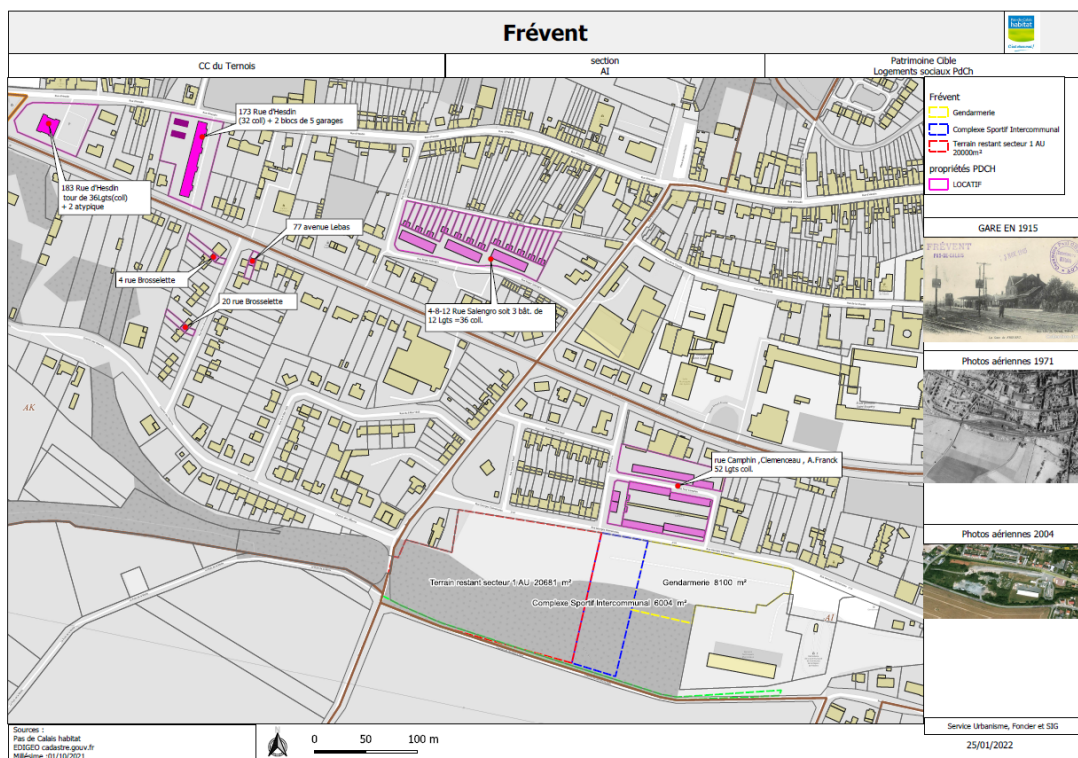 Frévent
Pas-de-Calais
habitat
CC du Ternois
section
AI
Patrimoine Cible
Logements sociaux PdCh
173 Rue d'Hesdin
(32 coll) + 2 blocs de 5 garages
183 Rue d'Hesdin
tour de 36Lgts(coll)
+ 2 atypique
77 avenue Lebas
4 rue Brosselette
20 rue Brosselette
4-8-12 Rue Salengro soit 3 bât. de
12 Lgts =36 coll.
rue Camphin ,Clemenceau , A.Franck
52 Lgts coll.
AK
Terrain restant secteur 1 AU 20681 m²
Gendarmerie 8100 m²
Complexe Sportif Intercommunal 6004 m²
AI
Frévent
Gendarmerie
Complexe Sportif Intercommunal
Terrain restant secteur 1 AU
20000m²
propriétés PDCH
LOCATIF
GARE EN 1915
FRÉVENT
Photos aériennes 1971
Photos aériennes 2004
Service Urbanisme, Foncier et SIG
25/01/2022
Sources :
Pas de Calais habitat
EDIGEO cadastre.gouv.fr
Millésime :01/10/2021
N
0 50 100 m